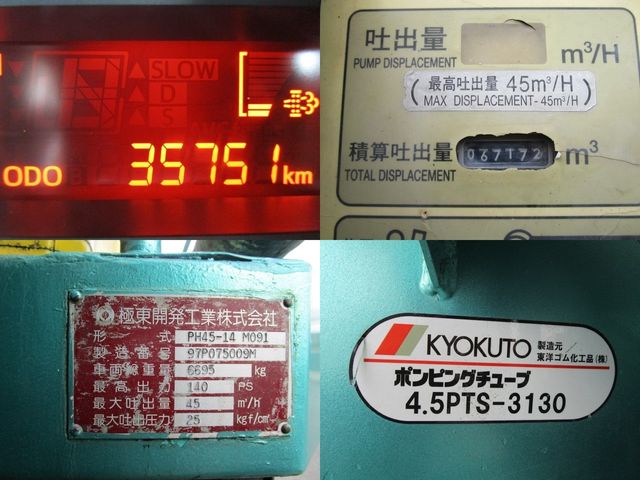 SLOW
D
S
ODO 35751 km
吐出量
PUMP DISPLACEMENT
m³/H
最高吐出量 45m³/H
MAX DISPLACEMENT-45m³/H
積算吐出量
TOTAL DISPLACEMENT
067172 m³
極東開発工業株式会社
形 式 PH45-14 M091
製造番号 97P075009M
車両総重量 6695 kg
最高出力 140 PS
最大吐出量 45 m³/h
最大吐出圧力 25 kgf/cm²
KYOKUTO
製造元/
東洋ゴム化工品(株)
ポンピングチューブ
4.5PTS-3130